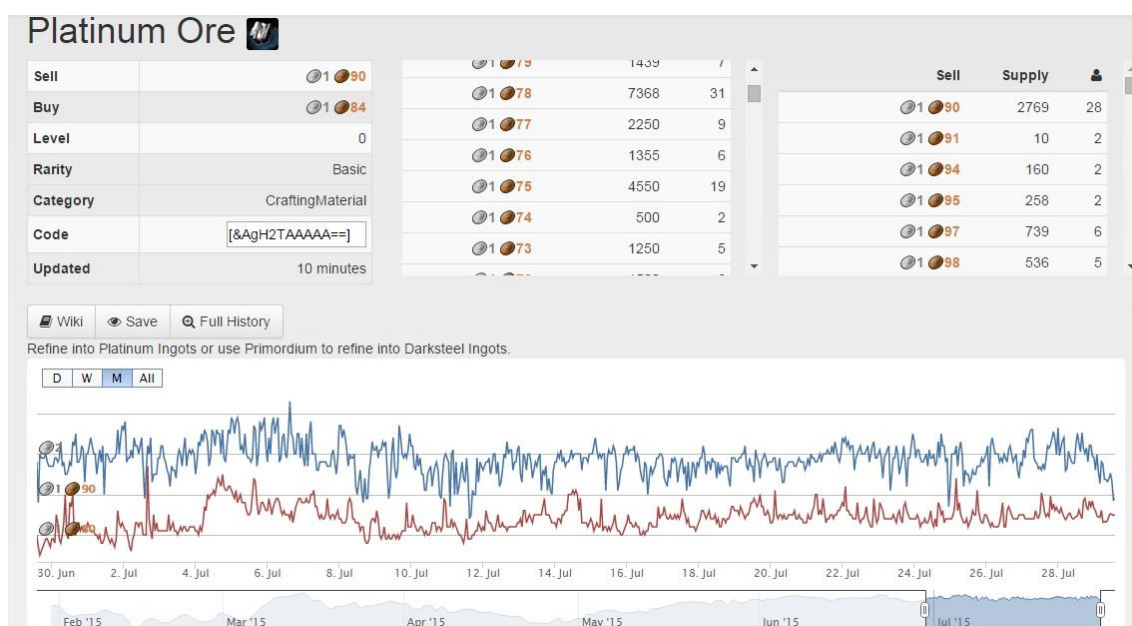 Platinum Ore
Sell 1 90
Buy 1 84
Level 0
Rarity Basic
Category CraftingMaterial
Code [&AgH2TAAAAA==]
Updated 10 minutes
1 79 1439 7
1 78 7368 31
1 77 2250 9
1 76 1355 6
1 75 4550 19
1 74 500 2
1 73 1250 5
Sell Supply
1 90 2769 28
1 91 10 2
1 94 160 2
1 95 258 2
1 97 739 6
1 98 536 5
Wiki Save Full History
Refine into Platinum Ingots or use Primordium to refine into Darksteel Ingots.
D W M All
2
1 90
30. Jun 2. Jul 4. Jul 6. Jul 8. Jul 10. Jul 12. Jul 14. Jul 16. Jul 18. Jul 20. Jul 22. Jul 24. Jul 26. Jul 28. Jul
Feb '15 Mar '15 Apr '15 May '15 Jun '15 Jul '15